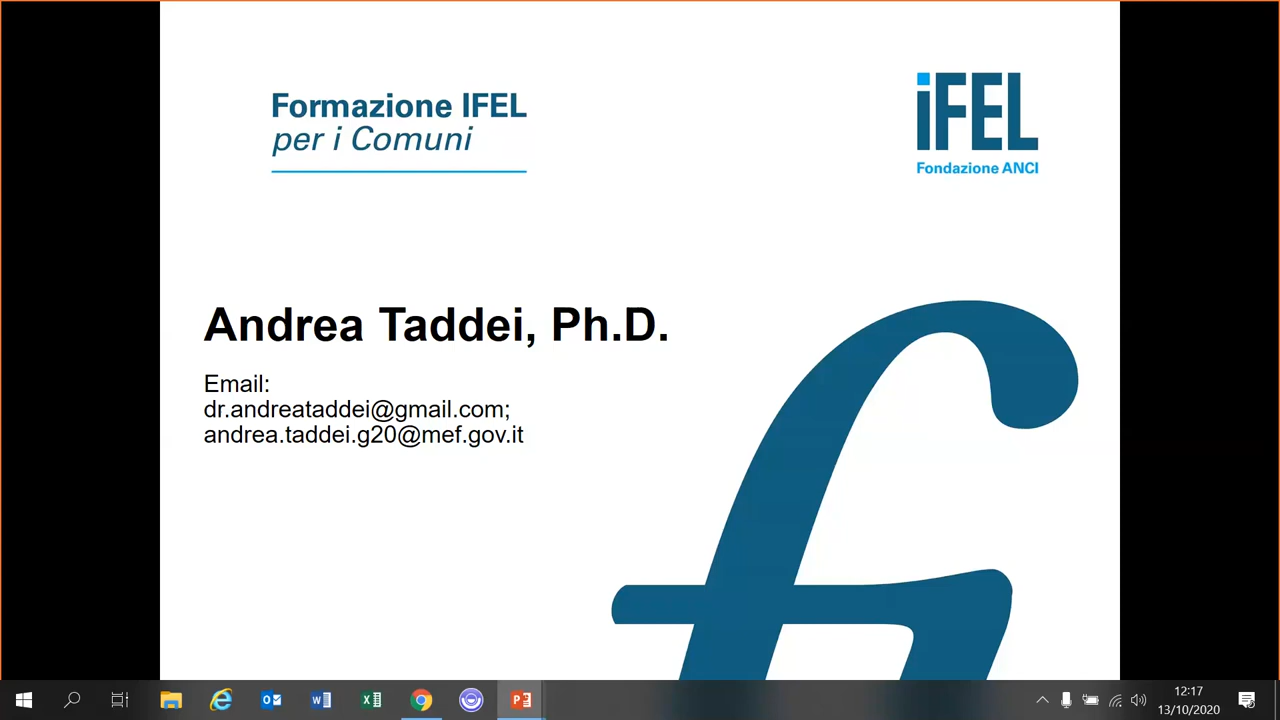 Formazione IFEL
per i Comuni
iFEL
Fondazione ANCI
Andrea Taddei, Ph.D.
Email:
dr.andreataddei@gmail.com;
andrea.taddei.g20@mef.gov.it
12:17
13/10/2020